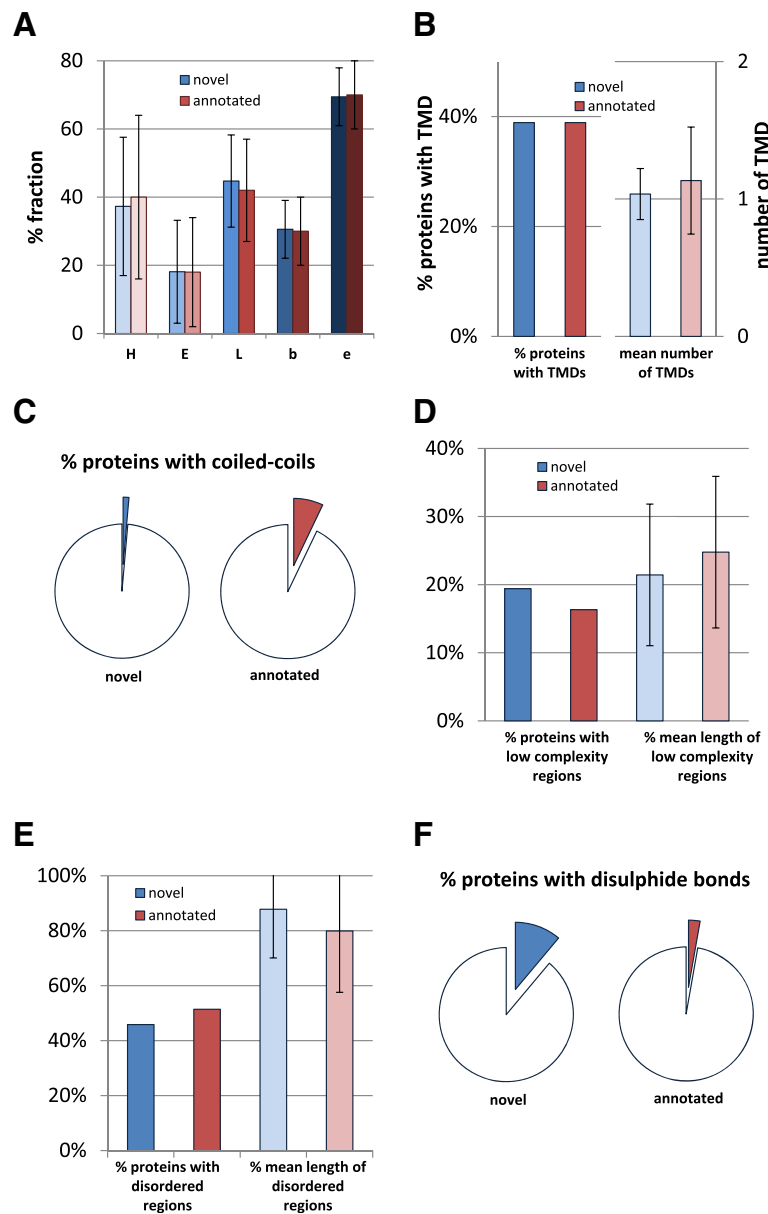 A
80
60
40
20
0
% fraction
novel
annotated
H E L b e
B
40%
20%
0%
% proteins with TMD
novel
annotated
2
1
0
number of TMD
% proteins
with TMDs
mean number
of TMDs
C
% proteins with coiled-coils
novel
annotated
D
40%
30%
20%
10%
0%
novel
annotated
% proteins with
low complexity
regions
% mean length of
low complexity
regions
E
100%
80%
60%
40%
20%
0%
novel
annotated
% proteins with
disordered
regions
% mean length of
disordered
regions
F
% proteins with disulphide bonds
novel
annotated